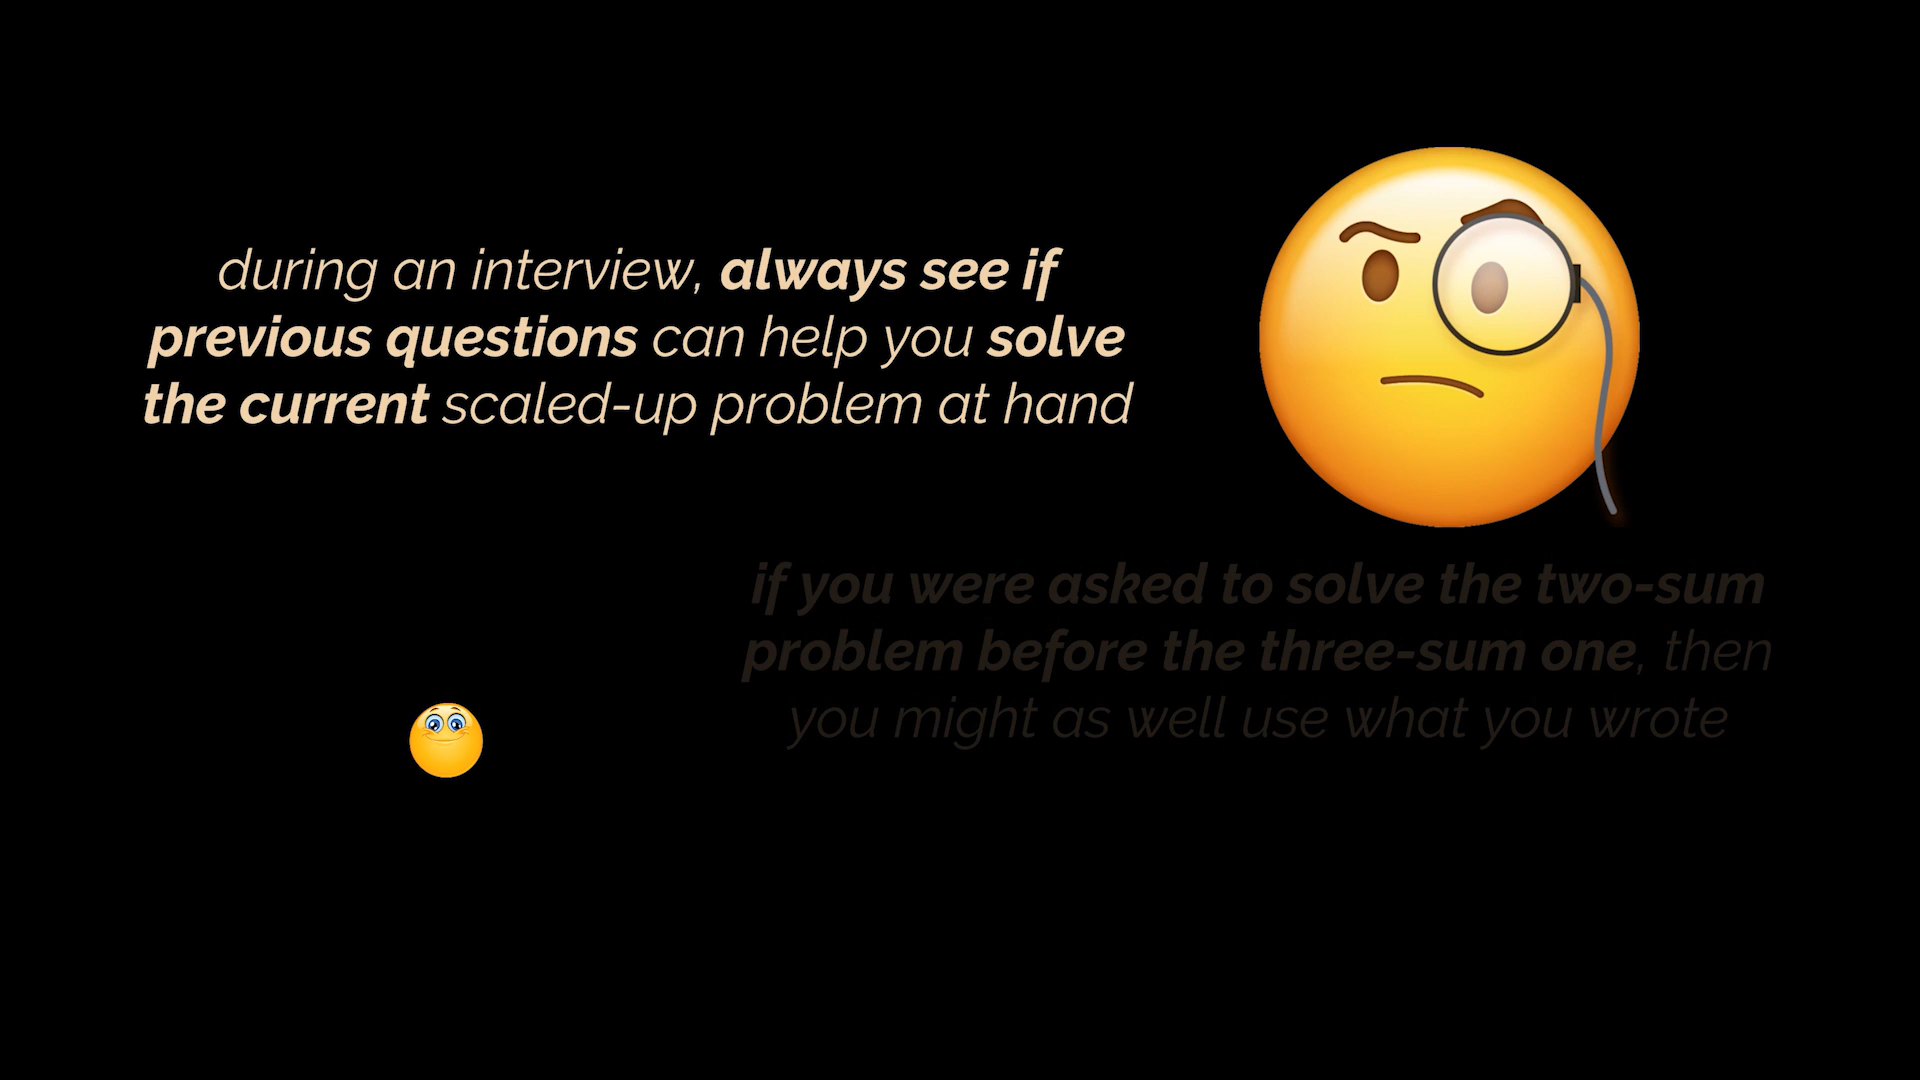 during an interview, always see if
previous questions can help you solve
the current scaled-up problem at hand
if you were asked to solve the two-sum
problem before the three-sum one, then
you might as well use what you wrote